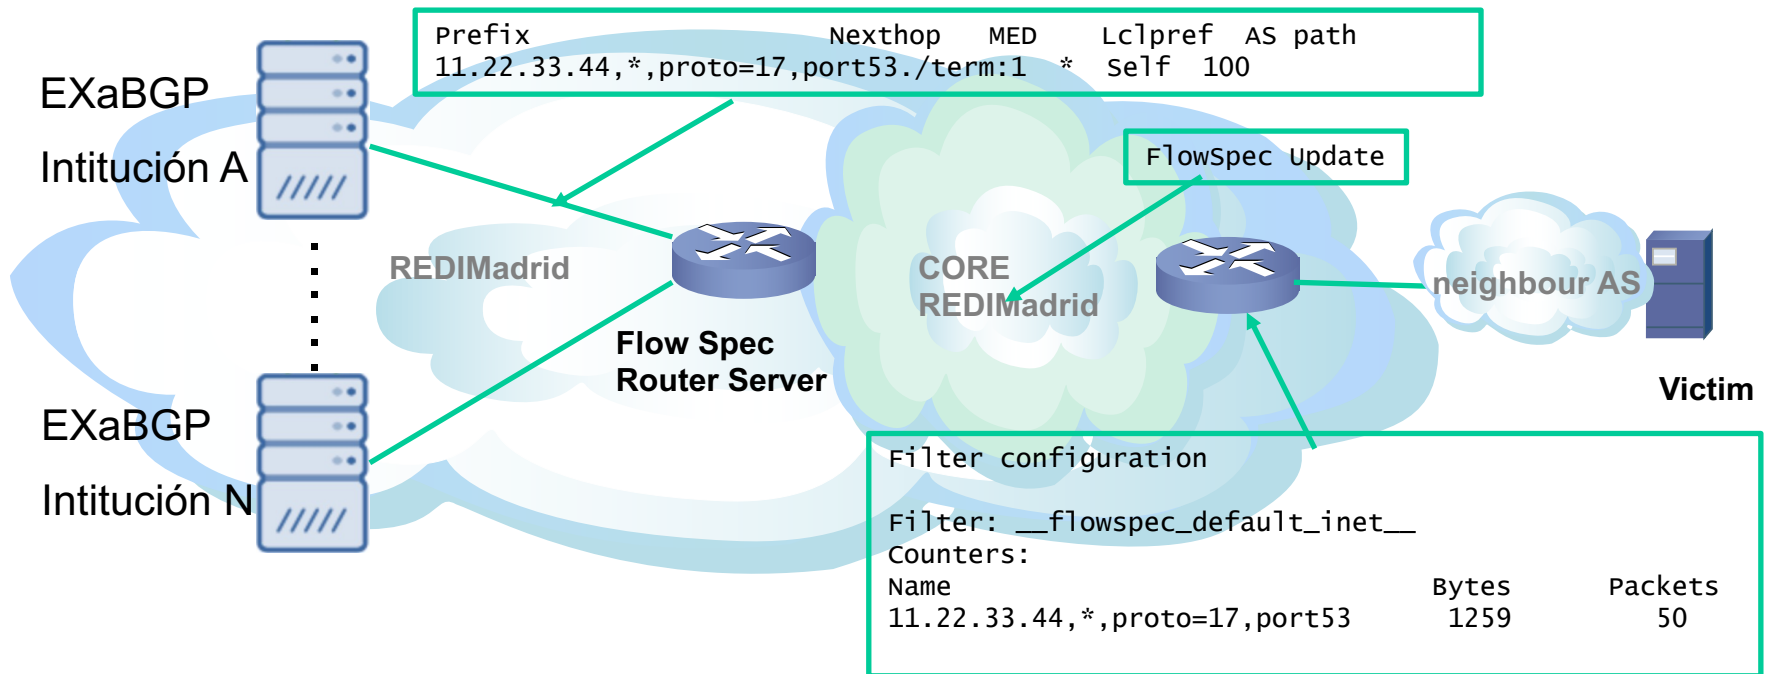 Prefix Nexthop MED Lclpref AS path
11.22.33.44,*,proto=17,port53./term:1 * Self 100
EXaBGP
Intitución A
FlowSpec Update
REDIMadrid
CORE
REDIMadrid
neighbour AS
Flow Spec
Router Server
Victim
EXaBGP
Intitución N
Filter configuration
Filter: __flowspec_default_inet__
Counters:
Name Bytes Packets
11.22.33.44,*,proto=17,port53 1259 50